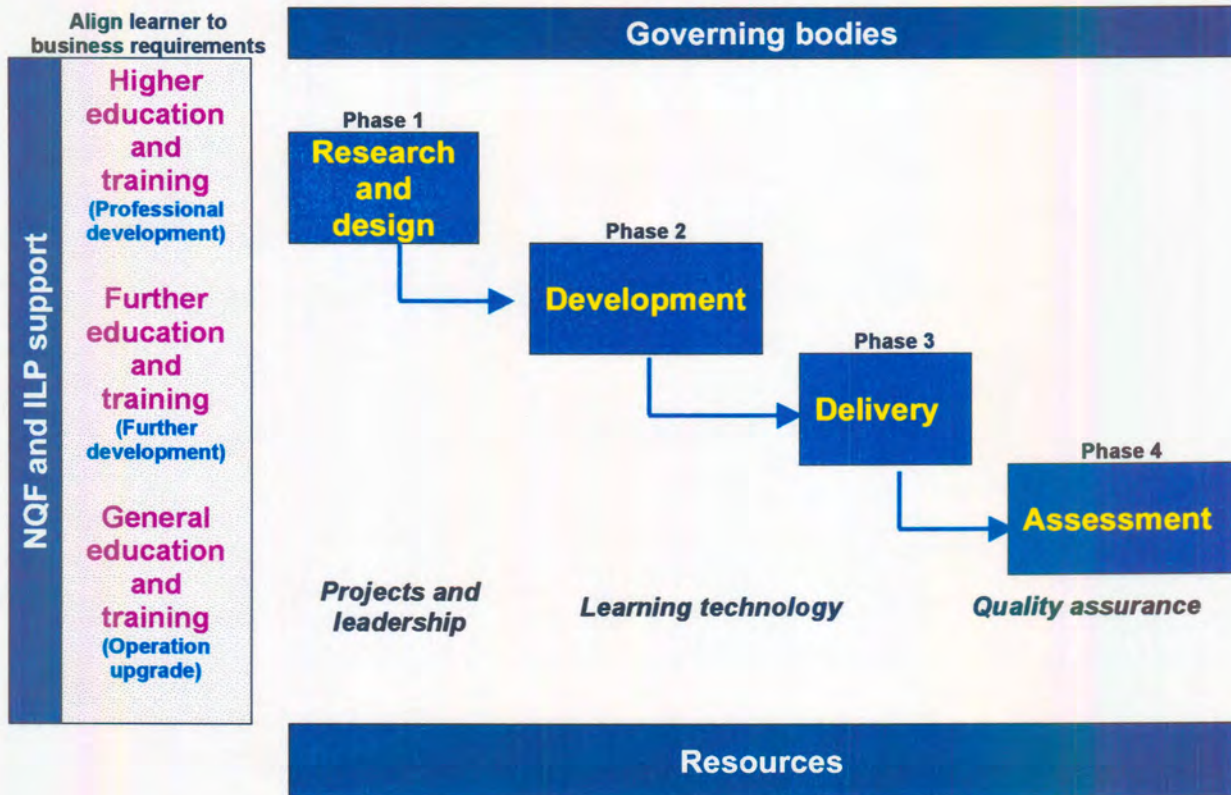 Align learner to
business requirements
Governing bodies
NQF and ILP support
Higher
education
and
training
(Professional
development)
Further
education
and
training
(Further
development)
General
education
and
training
(Operation
upgrade)
Phase 1
Research
and
design
Phase 2
Development
Phase 3
Delivery
Phase 4
Assessment
Projects and
leadership
Learning technology
Quality assurance
Resources